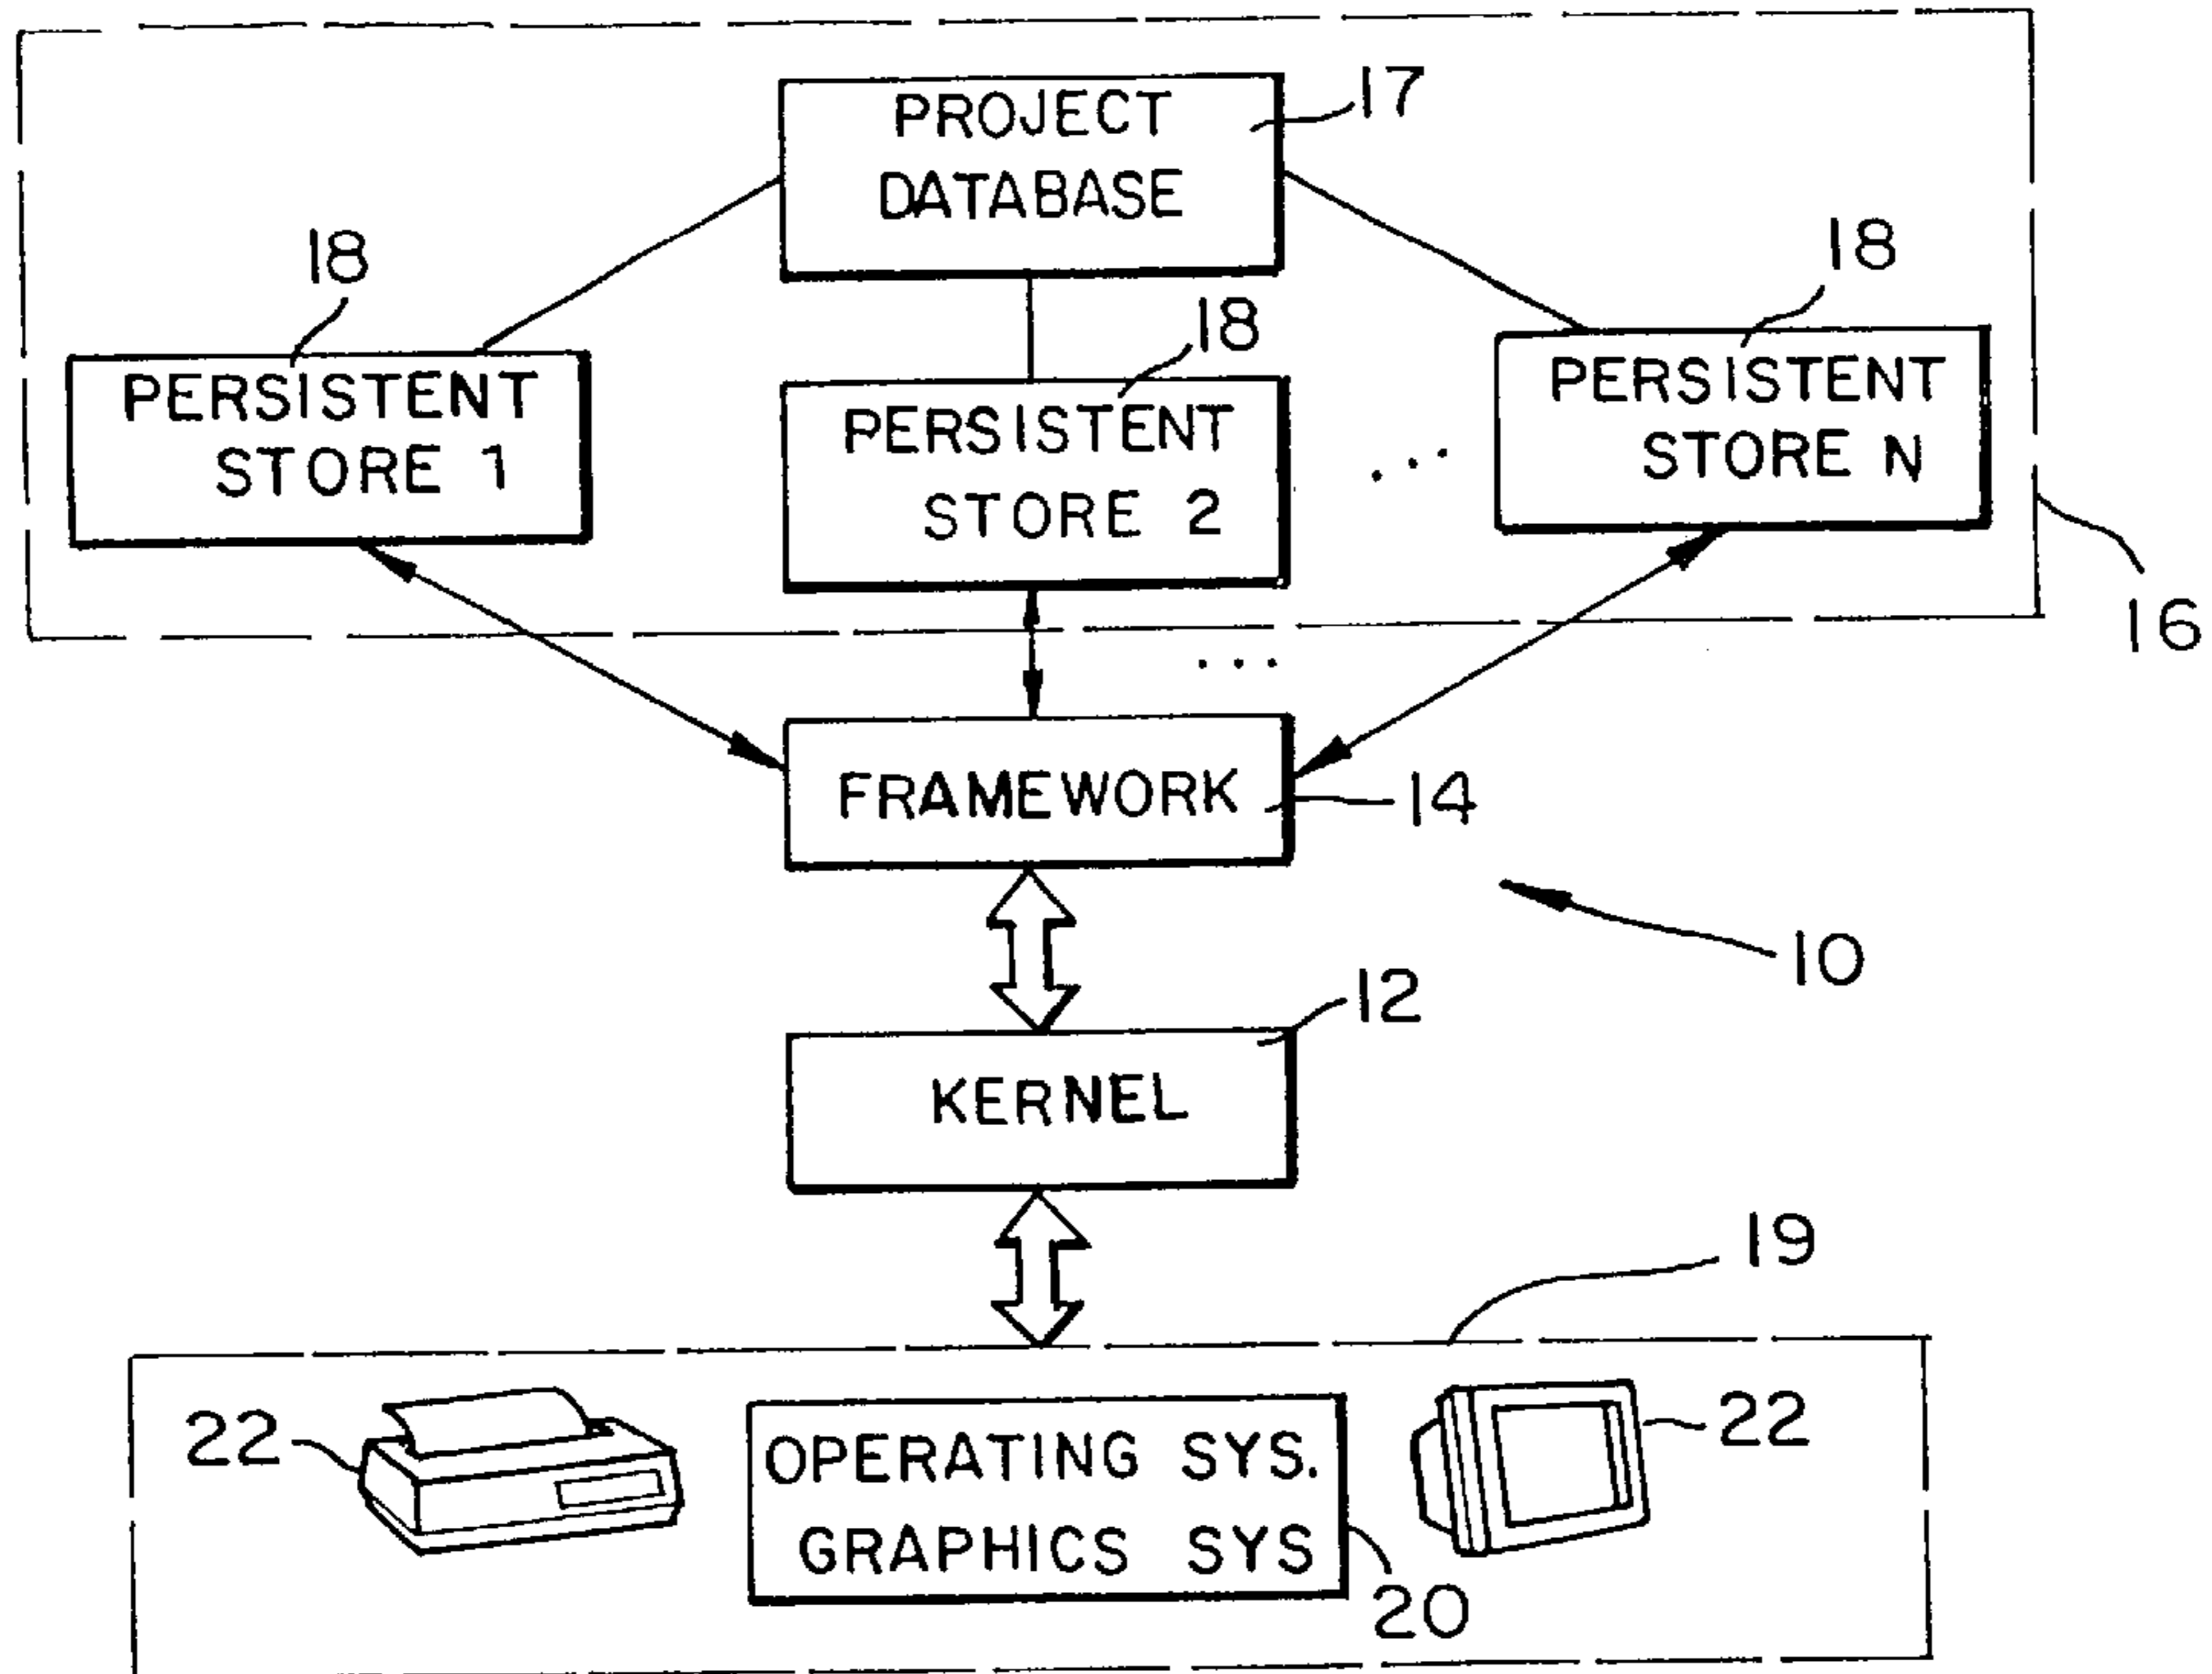 PROJECT
DATABASE
17
18
PERSISTENT
STORE 1
18
PERSISTENT
STORE 2
...
18
PERSISTENT
STORE N
16
...
FRAMEWORK
14
10
12
KERNEL
19
22
OPERATING SYS.
GRAPHICS SYS
20
22